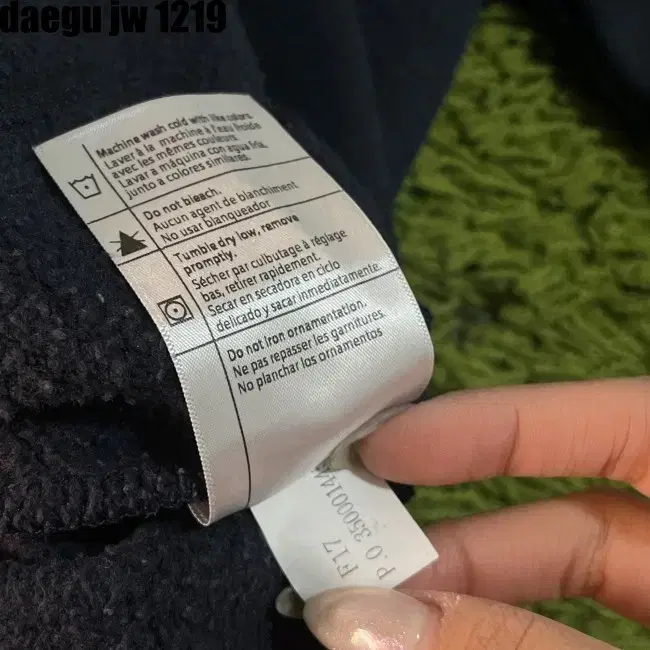 daegu jw 1219
Machine wash cold with like colors.
Laver à la machine à l'eau froide
avec les mêmes couleurs.
Lavar a máquina con agua fría,
junto a colores similares.
Do not bleach.
Aucun agent de blanchiment
No usar blanqueador
Tumble dry low, remove
promptly.
Sécher par culbutage à réglage
bas, retirer rapidement.
Secar en secadora en ciclo
delicado y sacar inmediatamente.
Do not Iron ornamentation.
Ne pas repasser les garnitures.
No planchar los ornamentos
F17
P.O 35000144